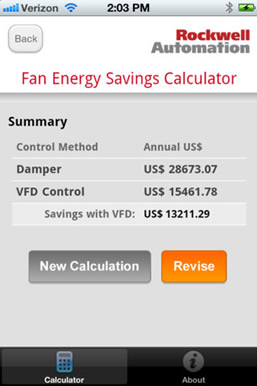 Verizon 2:03 PM
Back
Rockwell
Automation
Fan Energy Savings Calculator
Summary
Control Method Annual US$
Damper US$ 28673.07
VFD Control US$ 15461.78
Savings with VFD: US$ 13211.29
New Calculation Revise
Calculator About